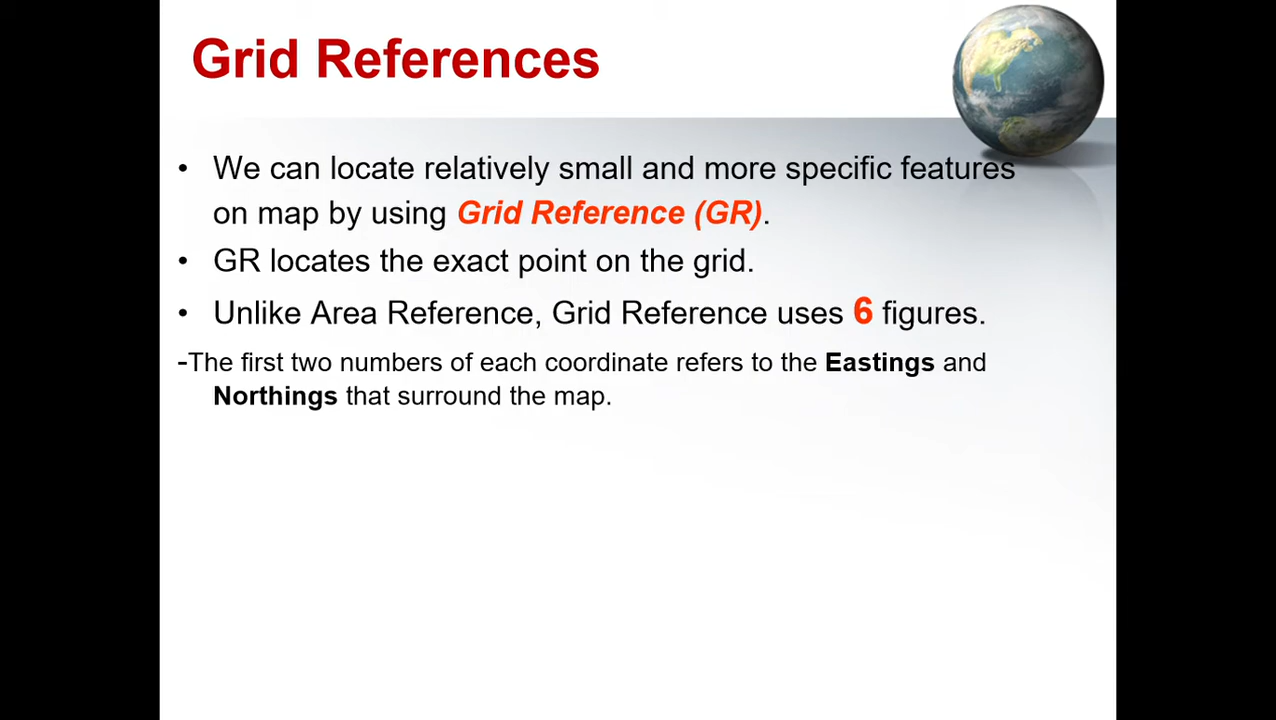 Grid References
• We can locate relatively small and more specific features
on map by using Grid Reference (GR).
• GR locates the exact point on the grid.
• Unlike Area Reference, Grid Reference uses 6 figures.
-The first two numbers of each coordinate refers to the Eastings and
Northings that surround the map.